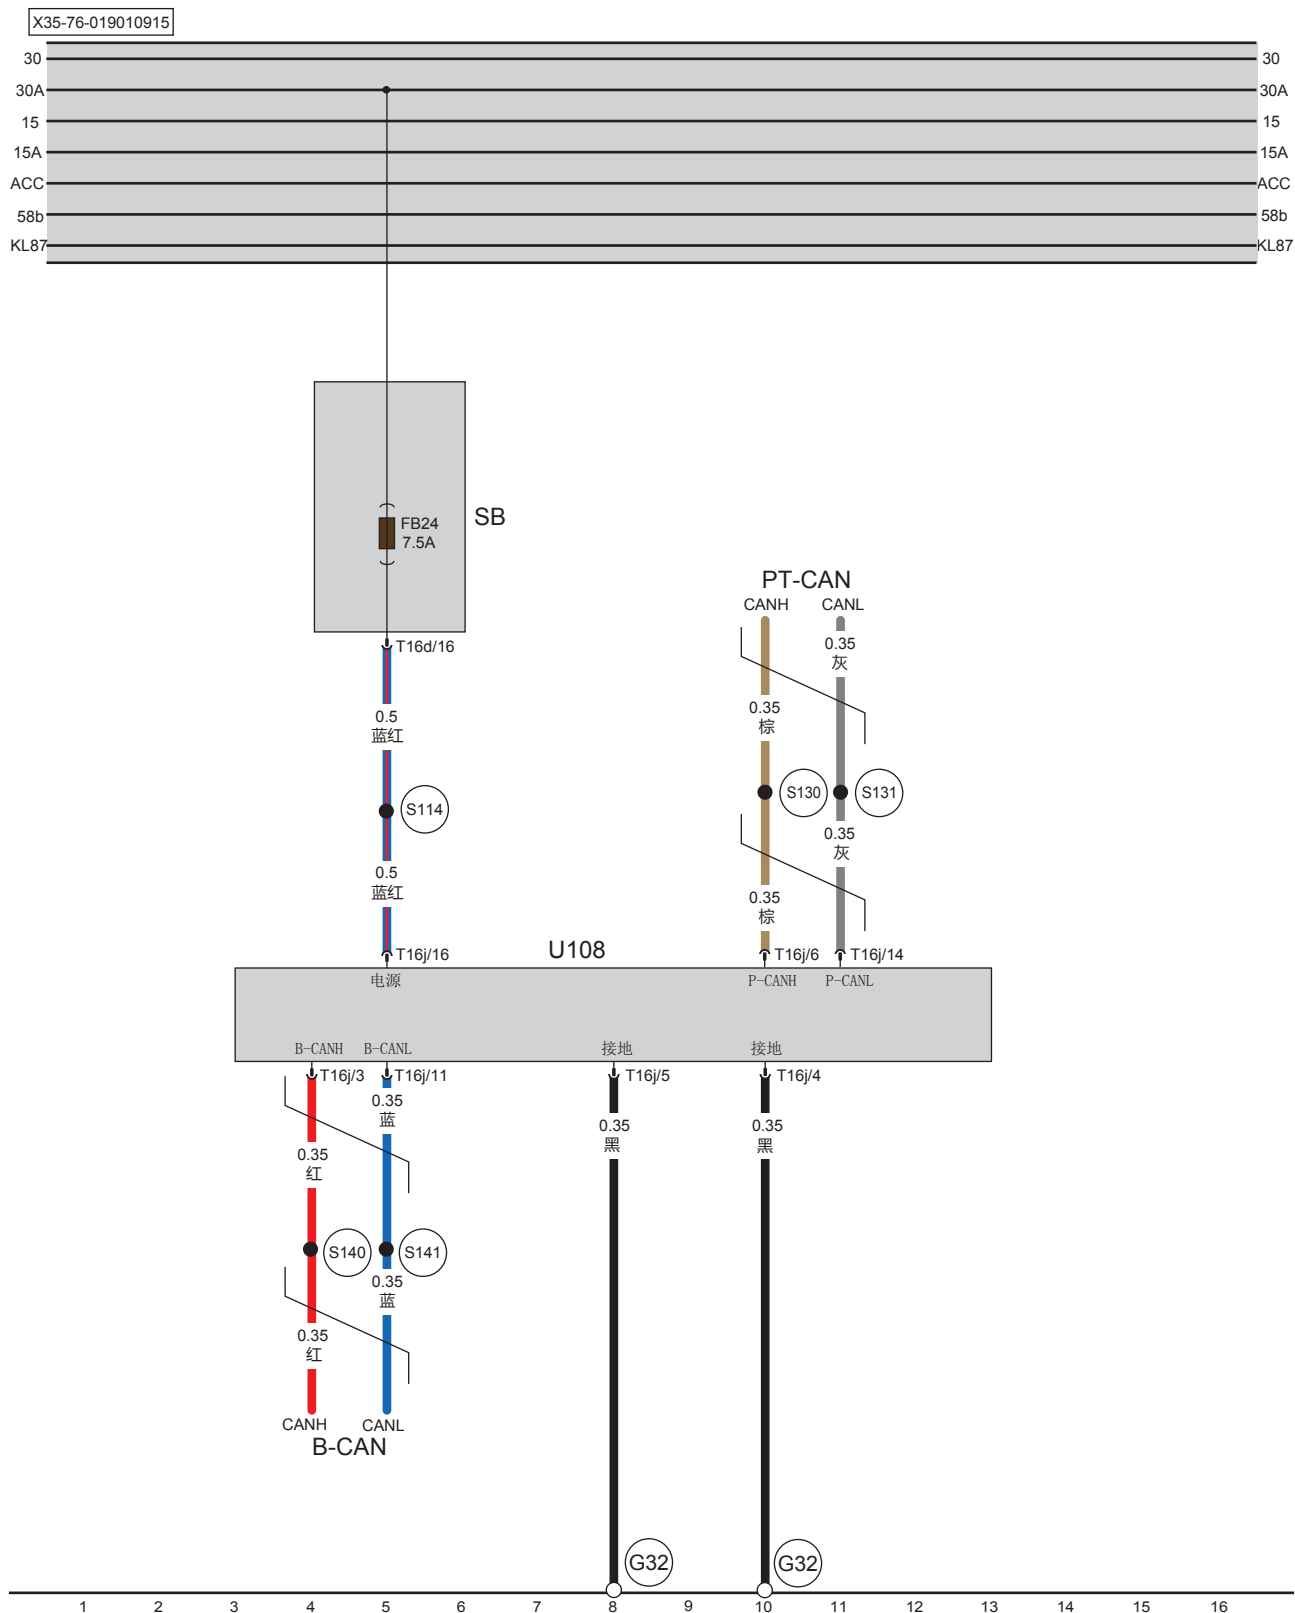 X35-76-019010915
30 30
30A 30A
15 15
15A 15A
ACC ACC
58b 58b
KL87 KL87
FB24
7.5A
SB
T16d/16
0.5
蓝红
S114
0.5
蓝红
T16j/16
PT-CAN
CANH CANL
0.35
灰
0.35
棕
S130 S131
0.35
灰
0.35
棕
T16j/6 T16j/14
U108
电源 P-CANH P-CANL
B-CANH B-CANL 接地 接地
T16j/3 T16j/11 T16j/5 T16j/4
0.35
蓝
0.35
红
0.35
黑
0.35
黑
S140 S141
0.35
蓝
0.35
红
CANH CANL
B-CAN
G32 G32
1 2 3 4 5 6 7 8 9 10 11 12 13 14 15 16